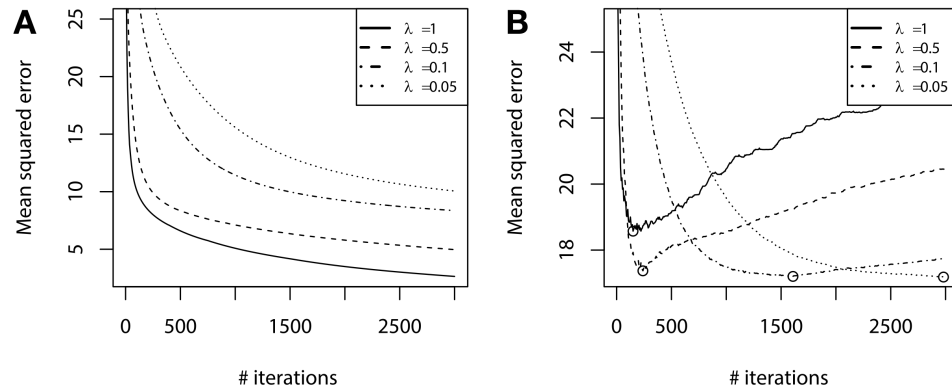 A
Mean squared error
25
20
15
10
5
0
500
1500
2500
# iterations
λ =1
λ =0.5
λ =0.1
λ =0.05
B
Mean squared error
24
22
20
18
0
500
1500
2500
# iterations
λ =1
λ =0.5
λ =0.1
λ =0.05